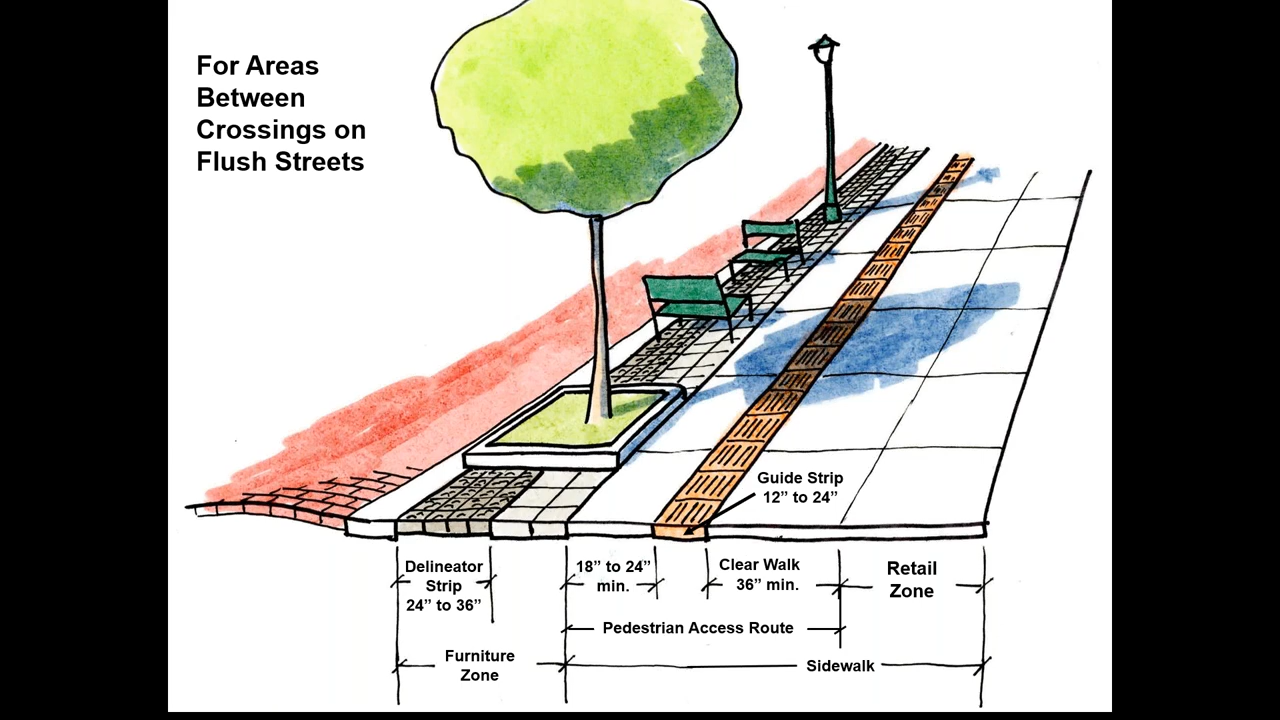 For Areas
Between
Crossings on
Flush Streets
Guide Strip
12” to 24”
Delineator
Strip
24” to 36”
18” to 24”
min.
Clear Walk
36” min.
Retail
Zone
Pedestrian Access Route
Furniture
Zone
Sidewalk